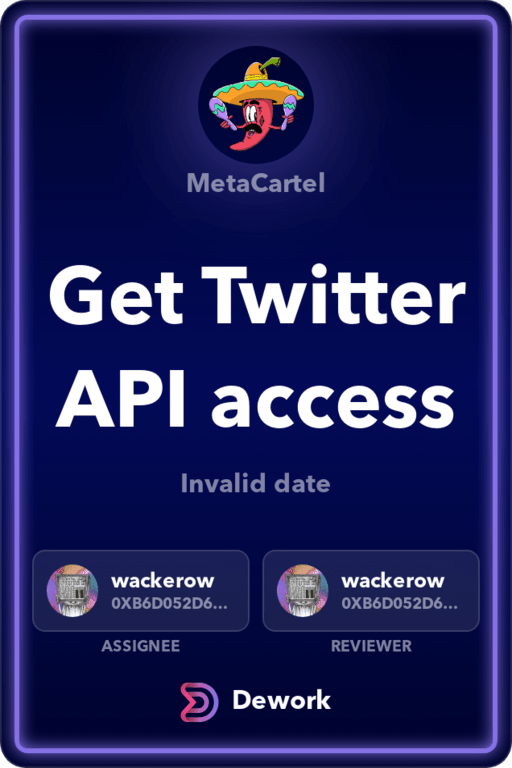 MetaCartel
Get Twitter
API access
Invalid date
wackerow
0XB6D052D6...
ASSIGNEE
wackerow
0XB6D052D6...
REVIEWER
Dework